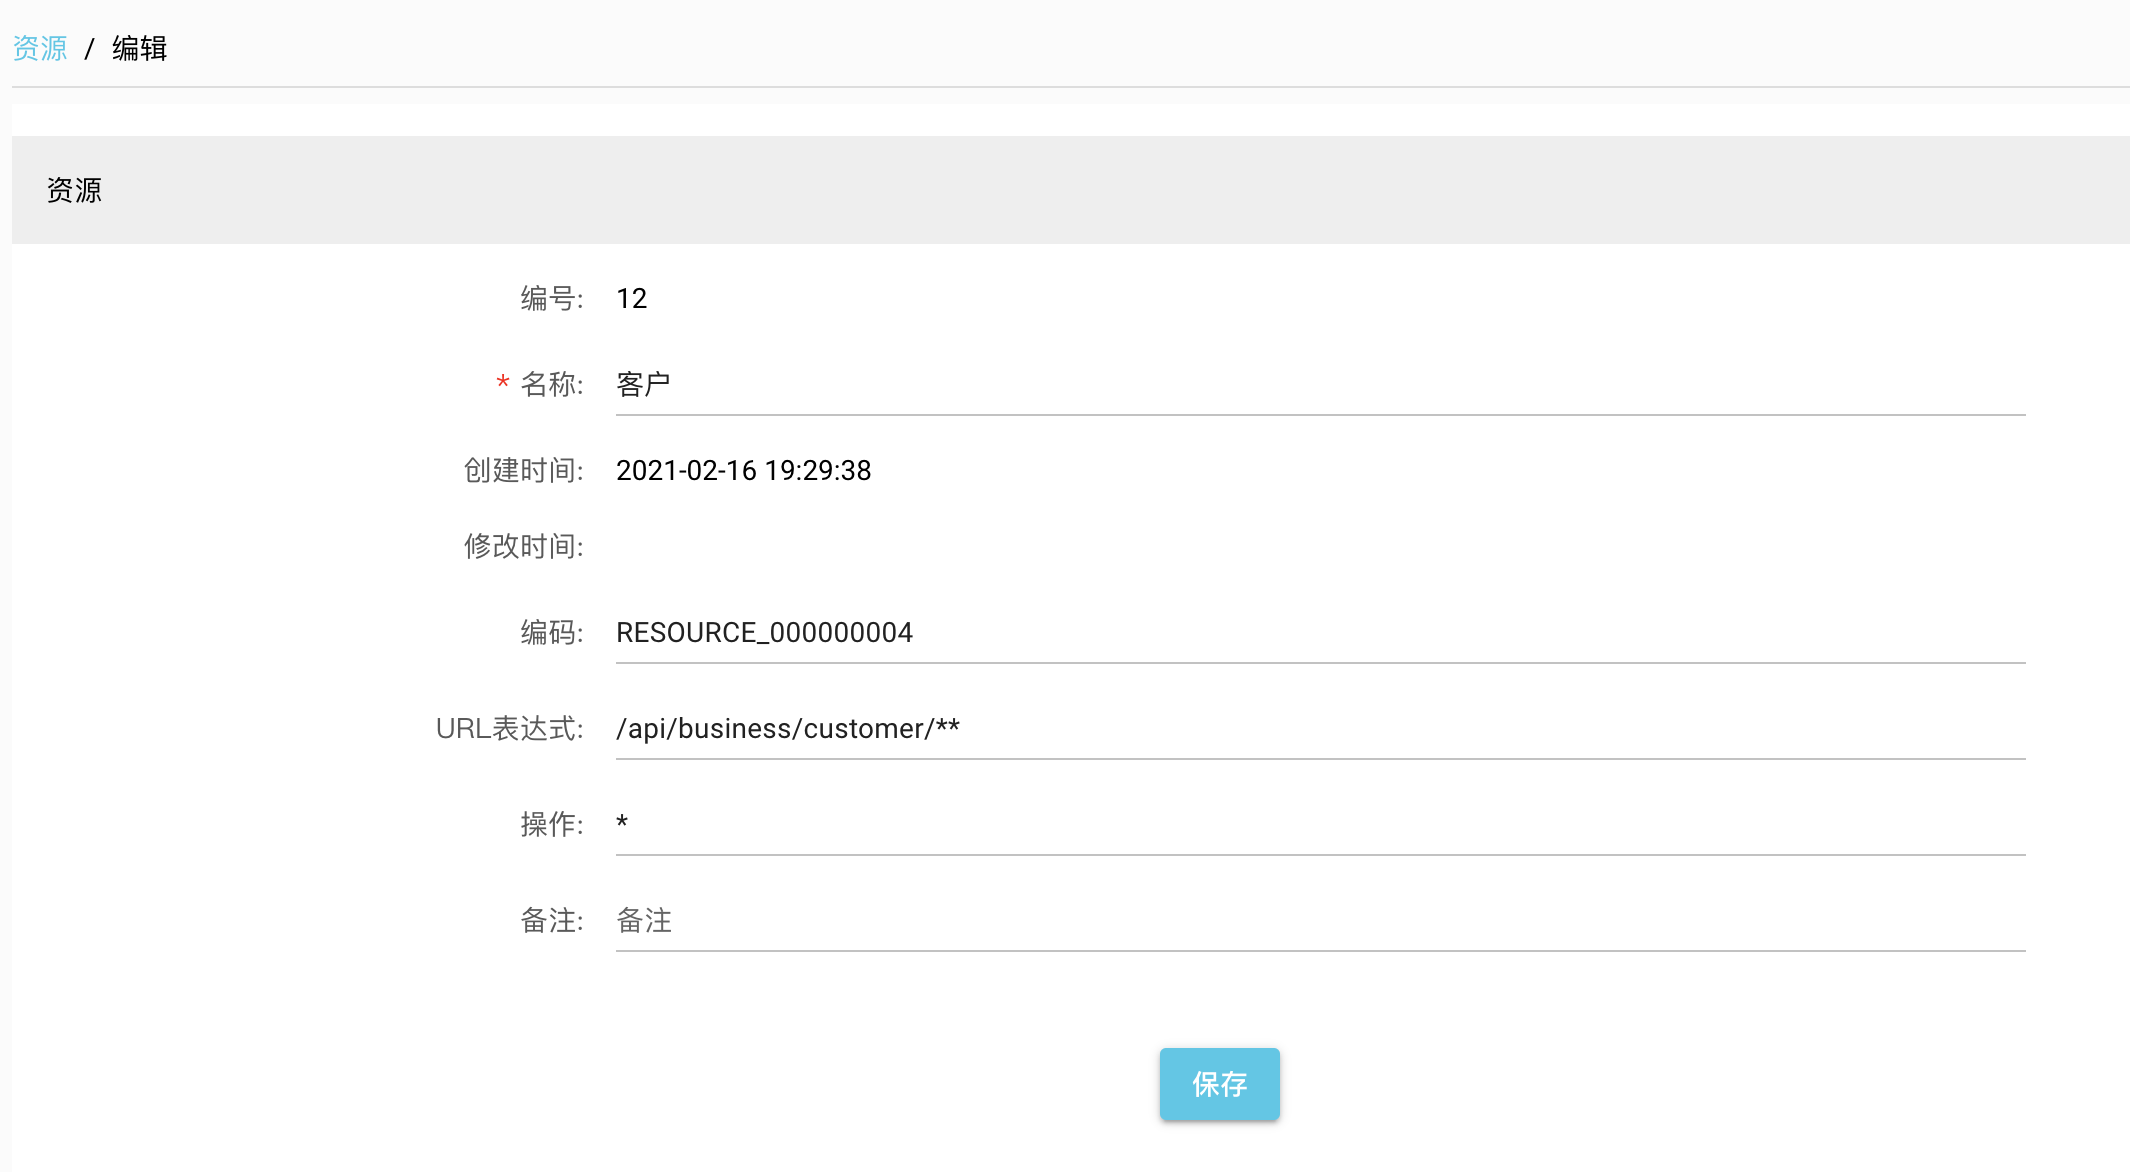 资源 / 编辑
资源
编号: 12
* 名称: 客户
创建时间: 2021-02-16 19:29:38
修改时间:
编码: RESOURCE_000000004
URL表达式: /api/business/customer/**
操作: *
备注: 备注
保存